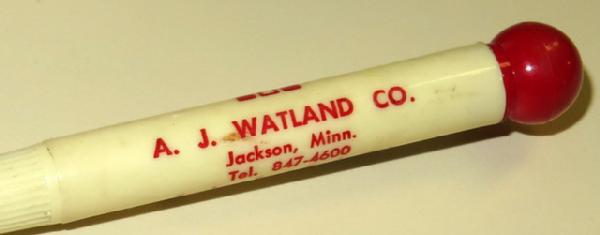 A. J. WATLAND CO.
Jackson, Minn.
Tel. 847-4600